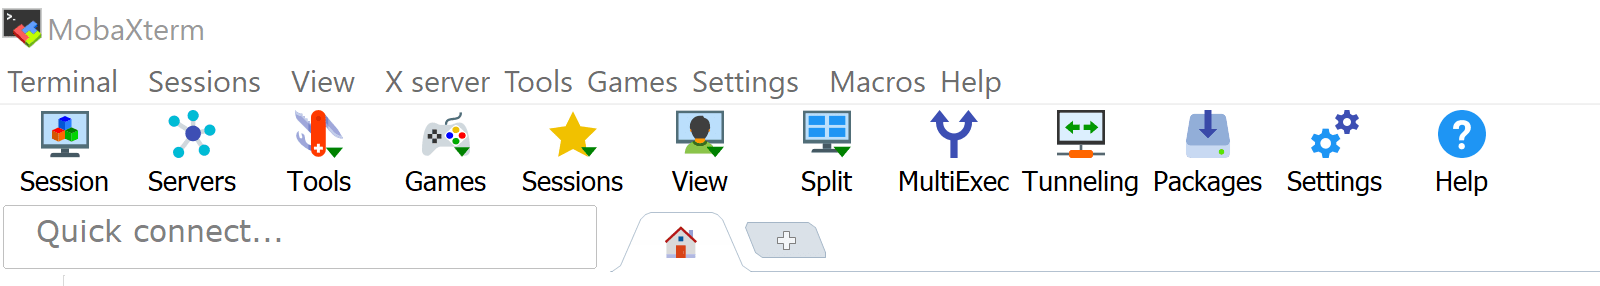 MobaXterm
Terminal Sessions View X server Tools Games Settings Macros Help
Session Servers Tools Games Sessions View Split MultiExec Tunneling Packages Settings Help
Quick connect...